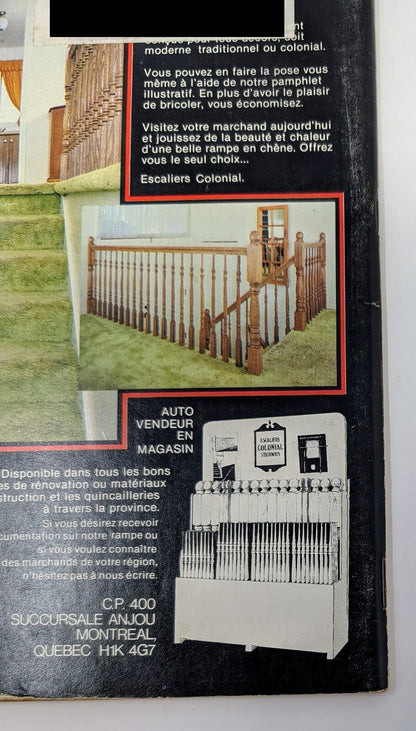 soit
moderne traditionnel ou colonial.
Vous pouvez en faire la pose vous
même à l'aide de notre pamphlet
illustratif. En plus d'avoir le plaisir
de bricoler, vous économisez.
Visitez votre marchand aujourd'hui
et jouissez de la beauté et chaleur
d'une belle rampe en chêne. Offrez
vous le seul choix...
Escaliers Colonial.
AUTO
VENDEUR
EN
MAGASIN
ESCALIERS
COLONIAL
STAIRWAYS
Disponible dans tous les bons
es de rénovation ou matériaux
struction et les quincailleries
à travers la province.
Si vous désirez recevoir
cumentation sur notre rampe ou
si vous voulez connaître
des marchands de votre région,
n'hésitez pas à nous écrire.
C.P. 400
SUCCURSALE ANJOU
MONTREAL,
QUEBEC H1K 4G7